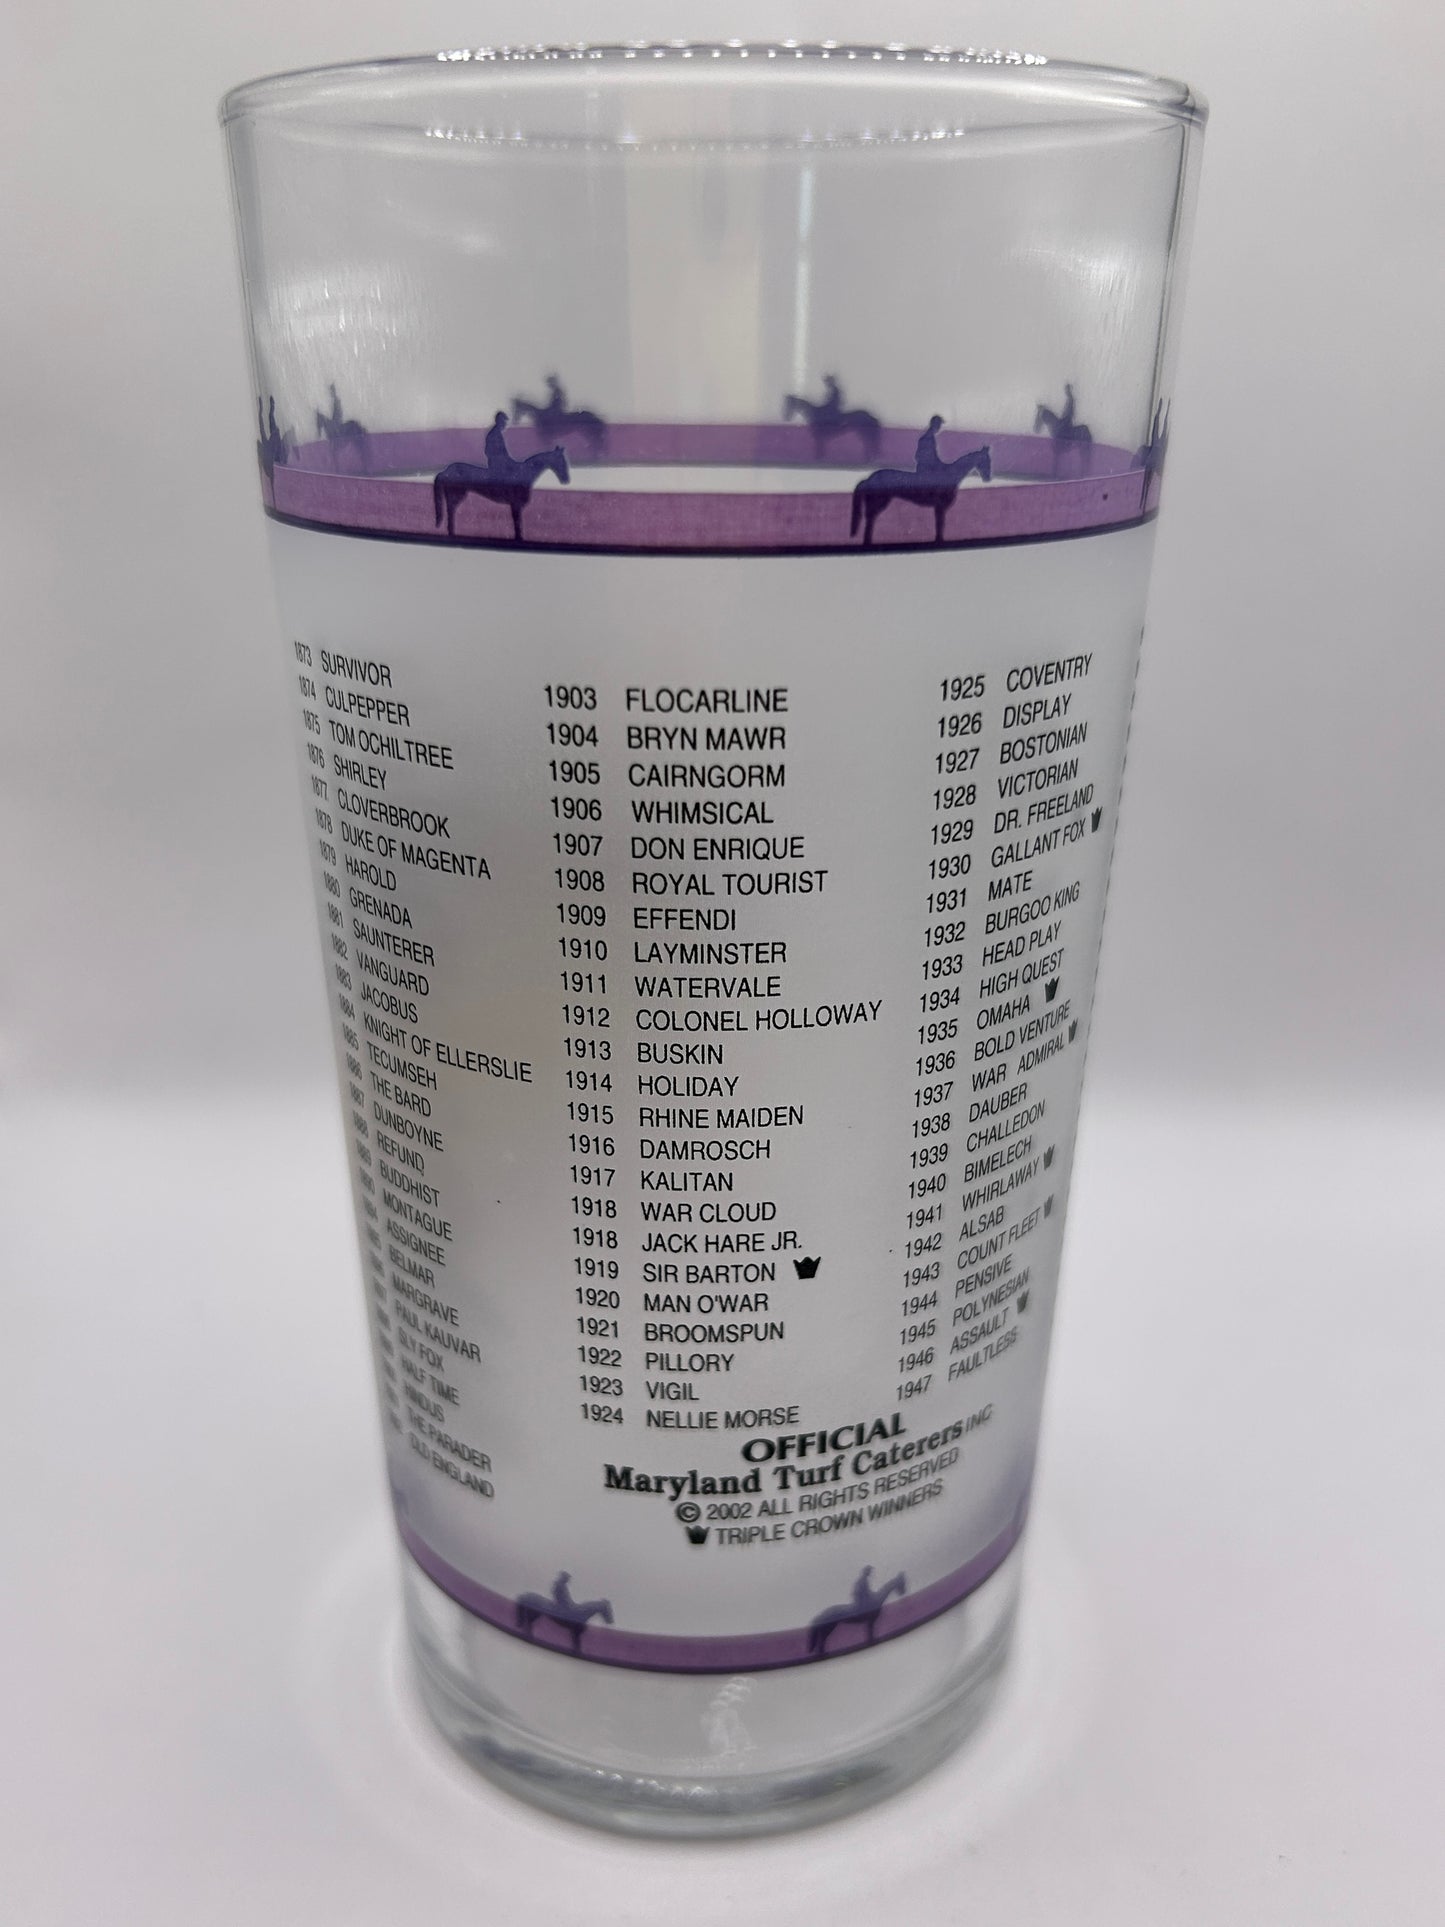 1873 SURVIVOR
1874 CULPEPPER
1875 TOM OCHILTREE
1876 SHIRLEY
1877 CLOVERBROOK
1878 DUKE OF MAGENTA
1879 HAROLD
1880 GRENADA
1881 SAUNTERER
1882 VANGUARD
1883 JACOBUS
1884 KNIGHT OF ELLERSLIE
1885 TECUMSEH
1886 THE BARD
1887 DUNBOYNE
1888 REFUND
1889 BUDDHIST
1890 MONTAGUE
ASSIGNEE
BELMAR
MARGRAVE
PAUL KAUVAR
SLY FOX
HALF TIME
HINDUS
THE PARADER
OLD ENGLAND
1903 FLOCARLINE
1904 BRYN MAWR
1905 CAIRNGORM
1906 WHIMSICAL
1907 DON ENRIQUE
1908 ROYAL TOURIST
1909 EFFENDI
1910 LAYMINSTER
1911 WATERVALE
1912 COLONEL HOLLOWAY
1913 BUSKIN
1914 HOLIDAY
1915 RHINE MAIDEN
1916 DAMROSCH
1917 KALITAN
1918 WAR CLOUD
1918 JACK HARE JR.
1919 SIR BARTON
1920 MAN O'WAR
1921 BROOMSPUN
1922 PILLORY
1923 VIGIL
1924 NELLIE MORSE
1925 COVENTRY
1926 DISPLAY
1927 BOSTONIAN
1928 VICTORIAN
1929 DR. FREELAND
1930 GALLANT FOX
1931 MATE
1932 BURGOO KING
1933 HEAD PLAY
1934 HIGH QUEST
1935 OMAHA
1936 BOLD VENTURE
1937 WAR ADMIRAL
1938 DAUBER
1939 CHALLEDON
1940 BIMELECH
1941 WHIRLAWAY
1942 ALSAB
1943 COUNT FLEET
1944 PENSIVE
1945 POLYNESIAN
1946 ASSAULT
1947 FAULTLESS
OFFICIAL
Maryland Turf Caterers INC
© 2002 ALL RIGHTS RESERVED
TRIPLE CROWN WINNERS